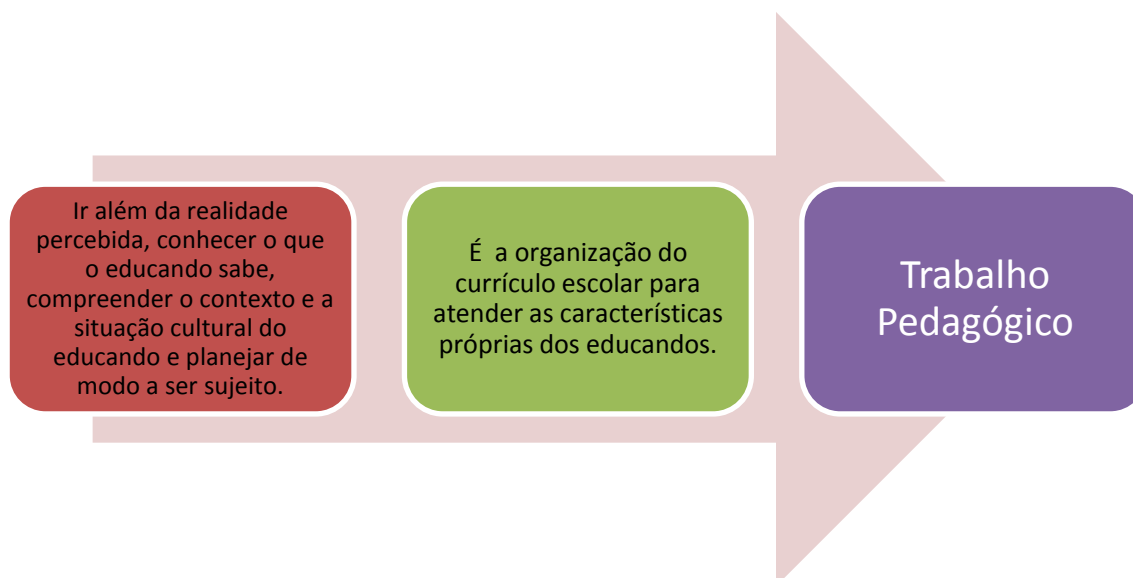 Ir além da realidade
percebida, conhecer o que
o educando sabe,
compreender o contexto e a
situação cultural do
educando e planejar de
modo a ser sujeito.
É a organização do
currículo escolar para
atender as características
próprias dos educandos.
Trabalho
Pedagógico